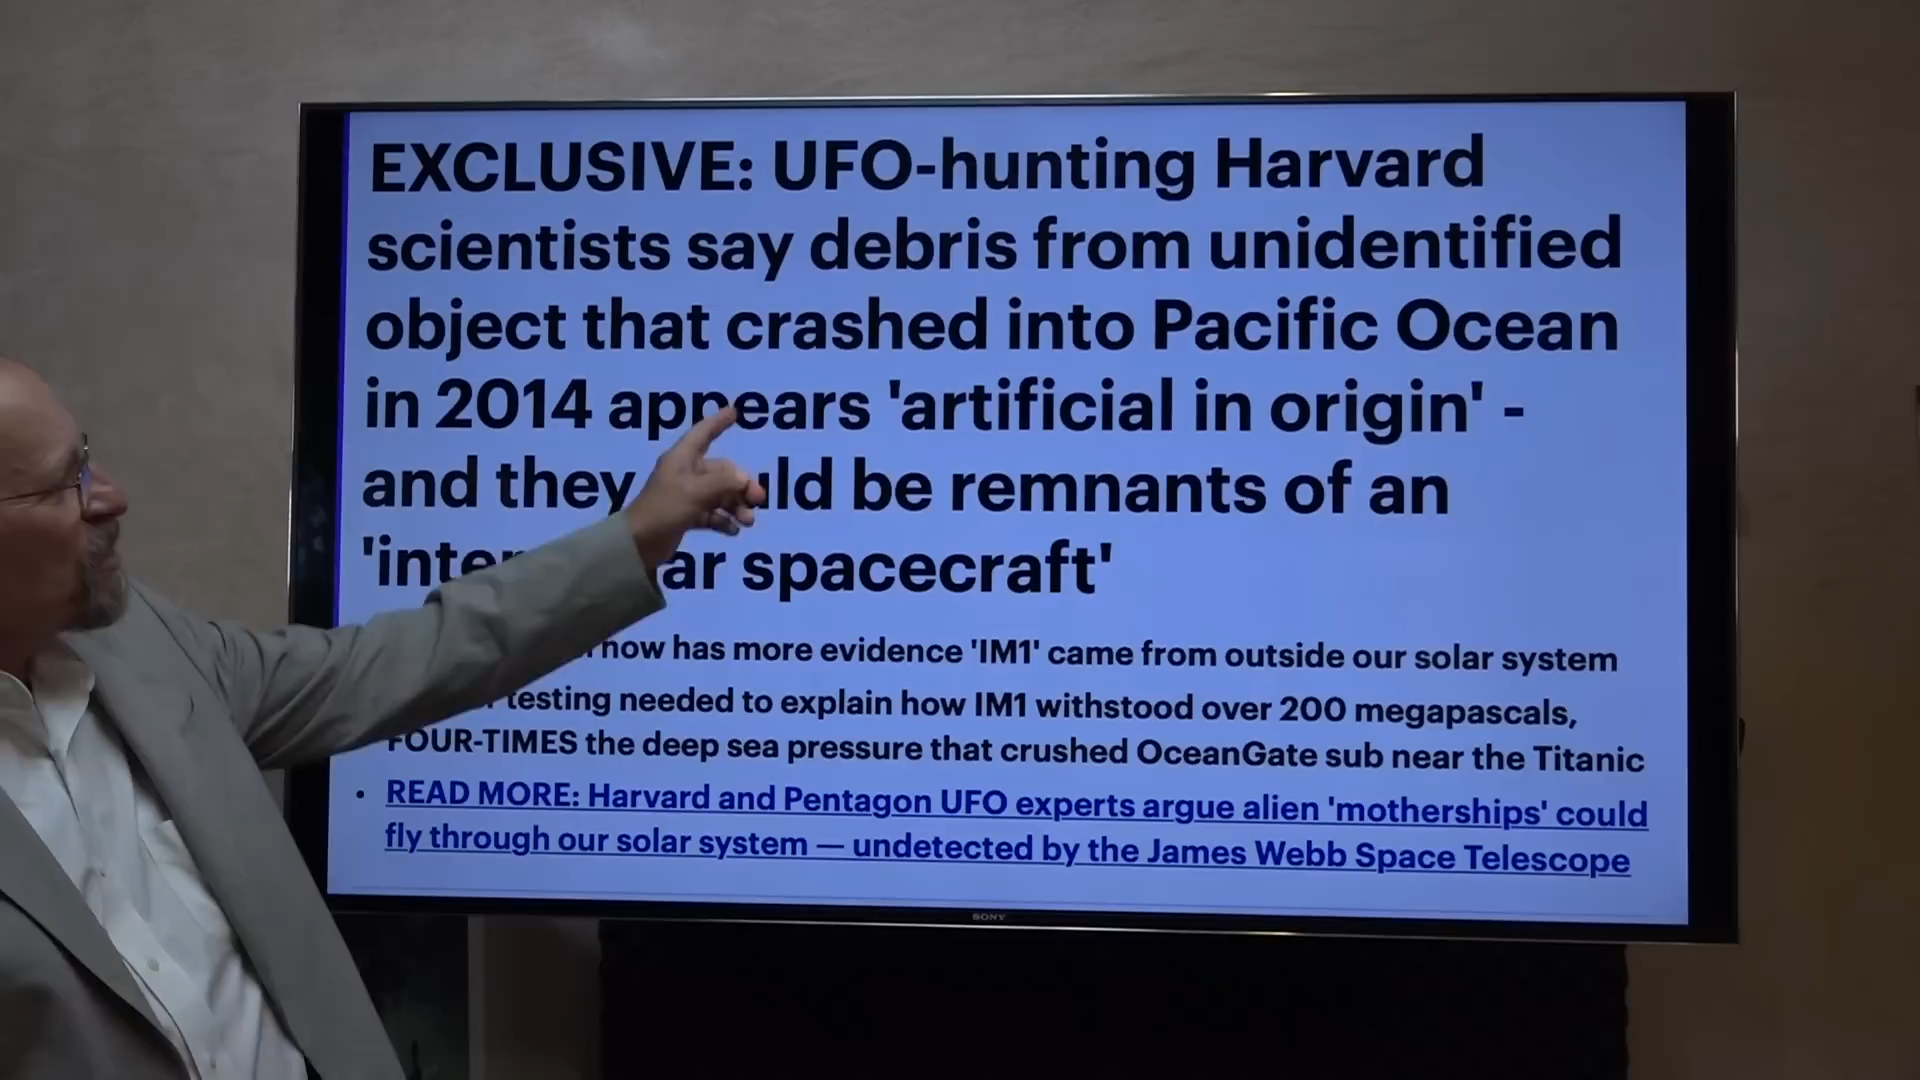 EXCLUSIVE: UFO-hunting Harvard
scientists say debris from unidentified
object that crashed into Pacific Ocean
in 2014 appears 'artificial in origin' -
and they be remnants of an
spacecraft'
now has more evidence 'IM1' came from outside our solar system
testing needed to explain how IM1 withstood over 200 megapascals,
FOUR-TIMES the deep sea pressure that crushed OceanGate sub near the Titanic
• READ MORE: Harvard and Pentagon UFO experts argue alien 'motherships' could
fly through our solar system — undetected by the James Webb Space Telescope
SONY